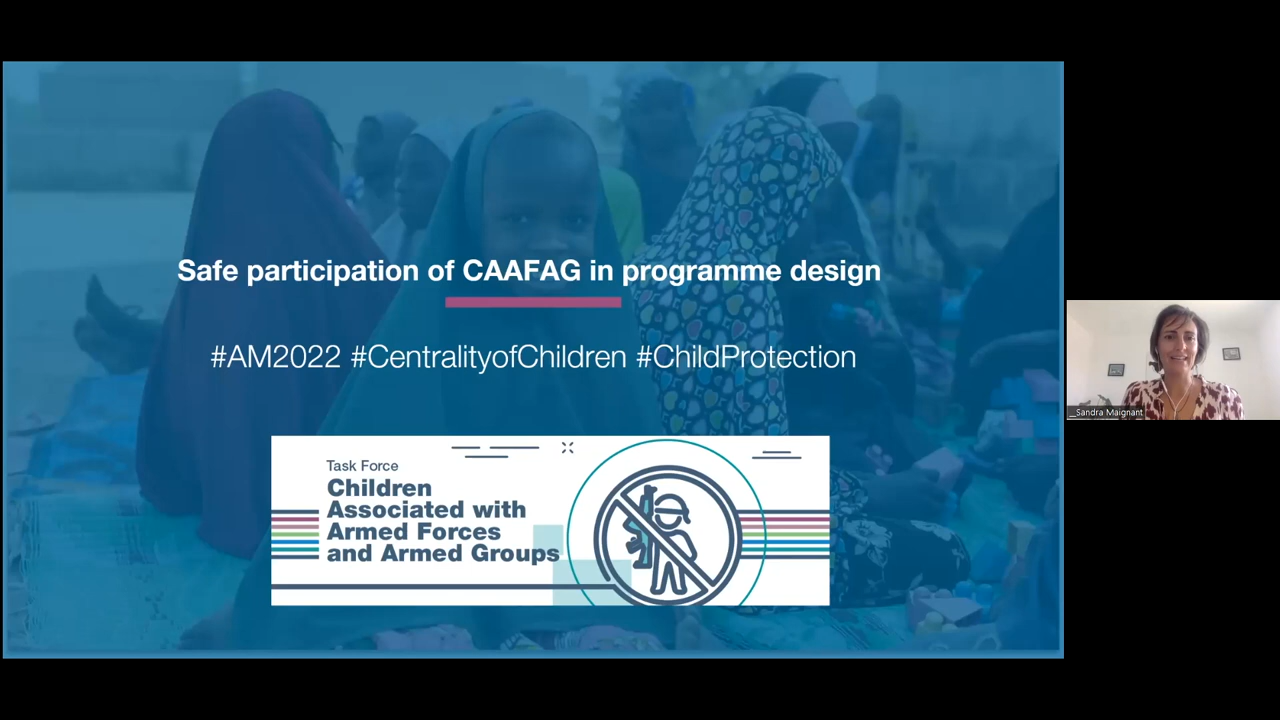 Safe participation of CAAFAG in programme design
#AM2022 #CentralityofChildren #ChildProtection
Task Force
Children
Associated with
Armed Forces
and Armed Groups
__Sandra Maignant